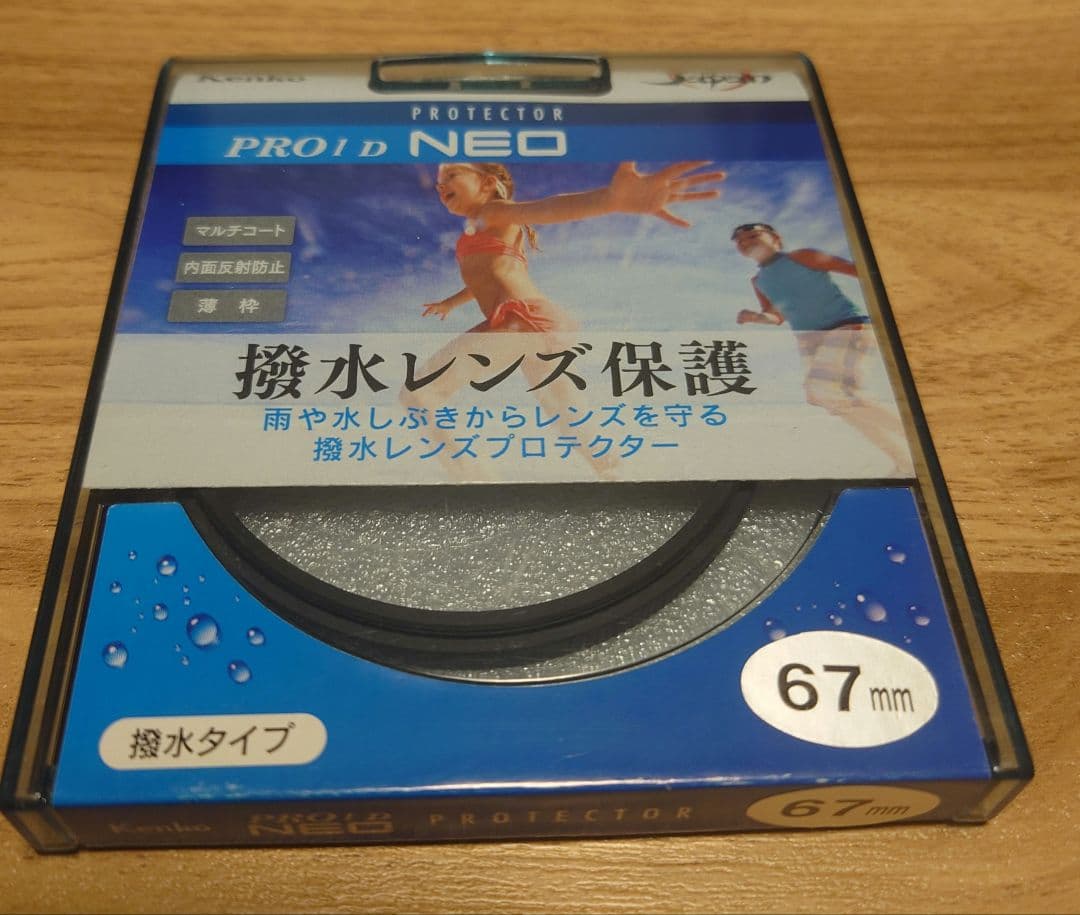 Kenko
PROTECTOR
PRO1 D NEO
マルチコート
内面反射防止
薄 枠
撥水レンズ保護
雨や水しぶきからレンズを守る
撥水レンズプロテクター
67mm
撥水タイプ
Kenko PRO1D NEO PROTECTOR 67mm